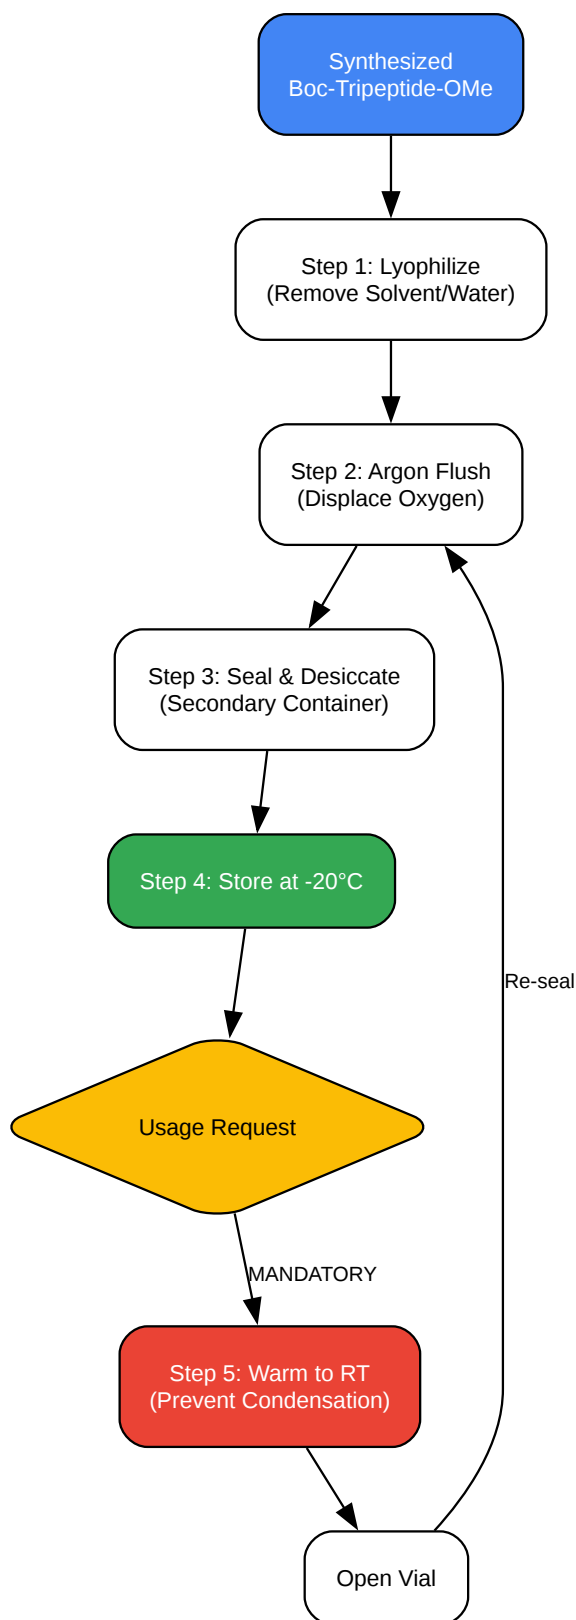 Synthesized
Boc-Tripeptide-OMe
Step 1: Lyophilize
(Remove Solvent/Water)
Step 2: Argon Flush
(Displace Oxygen)
Step 3: Seal & Desiccate
(Secondary Container)
Step 4: Store at -20°C
Re-seal
Usage Request
MANDATORY
Step 5: Warm to RT
(Prevent Condensation)
Open Vial